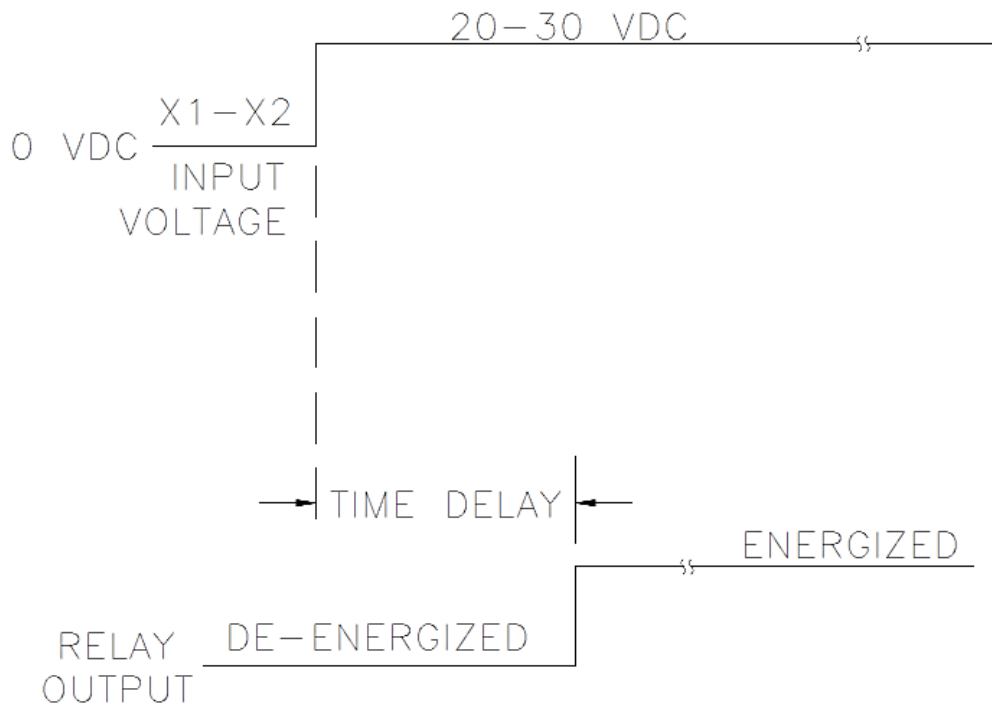 20-30 VDC
X1-X2
0 VDC
INPUT
VOLTAGE
TIME DELAY
ENERGIZED
DE-ENERGIZED
RELAY
OUTPUT